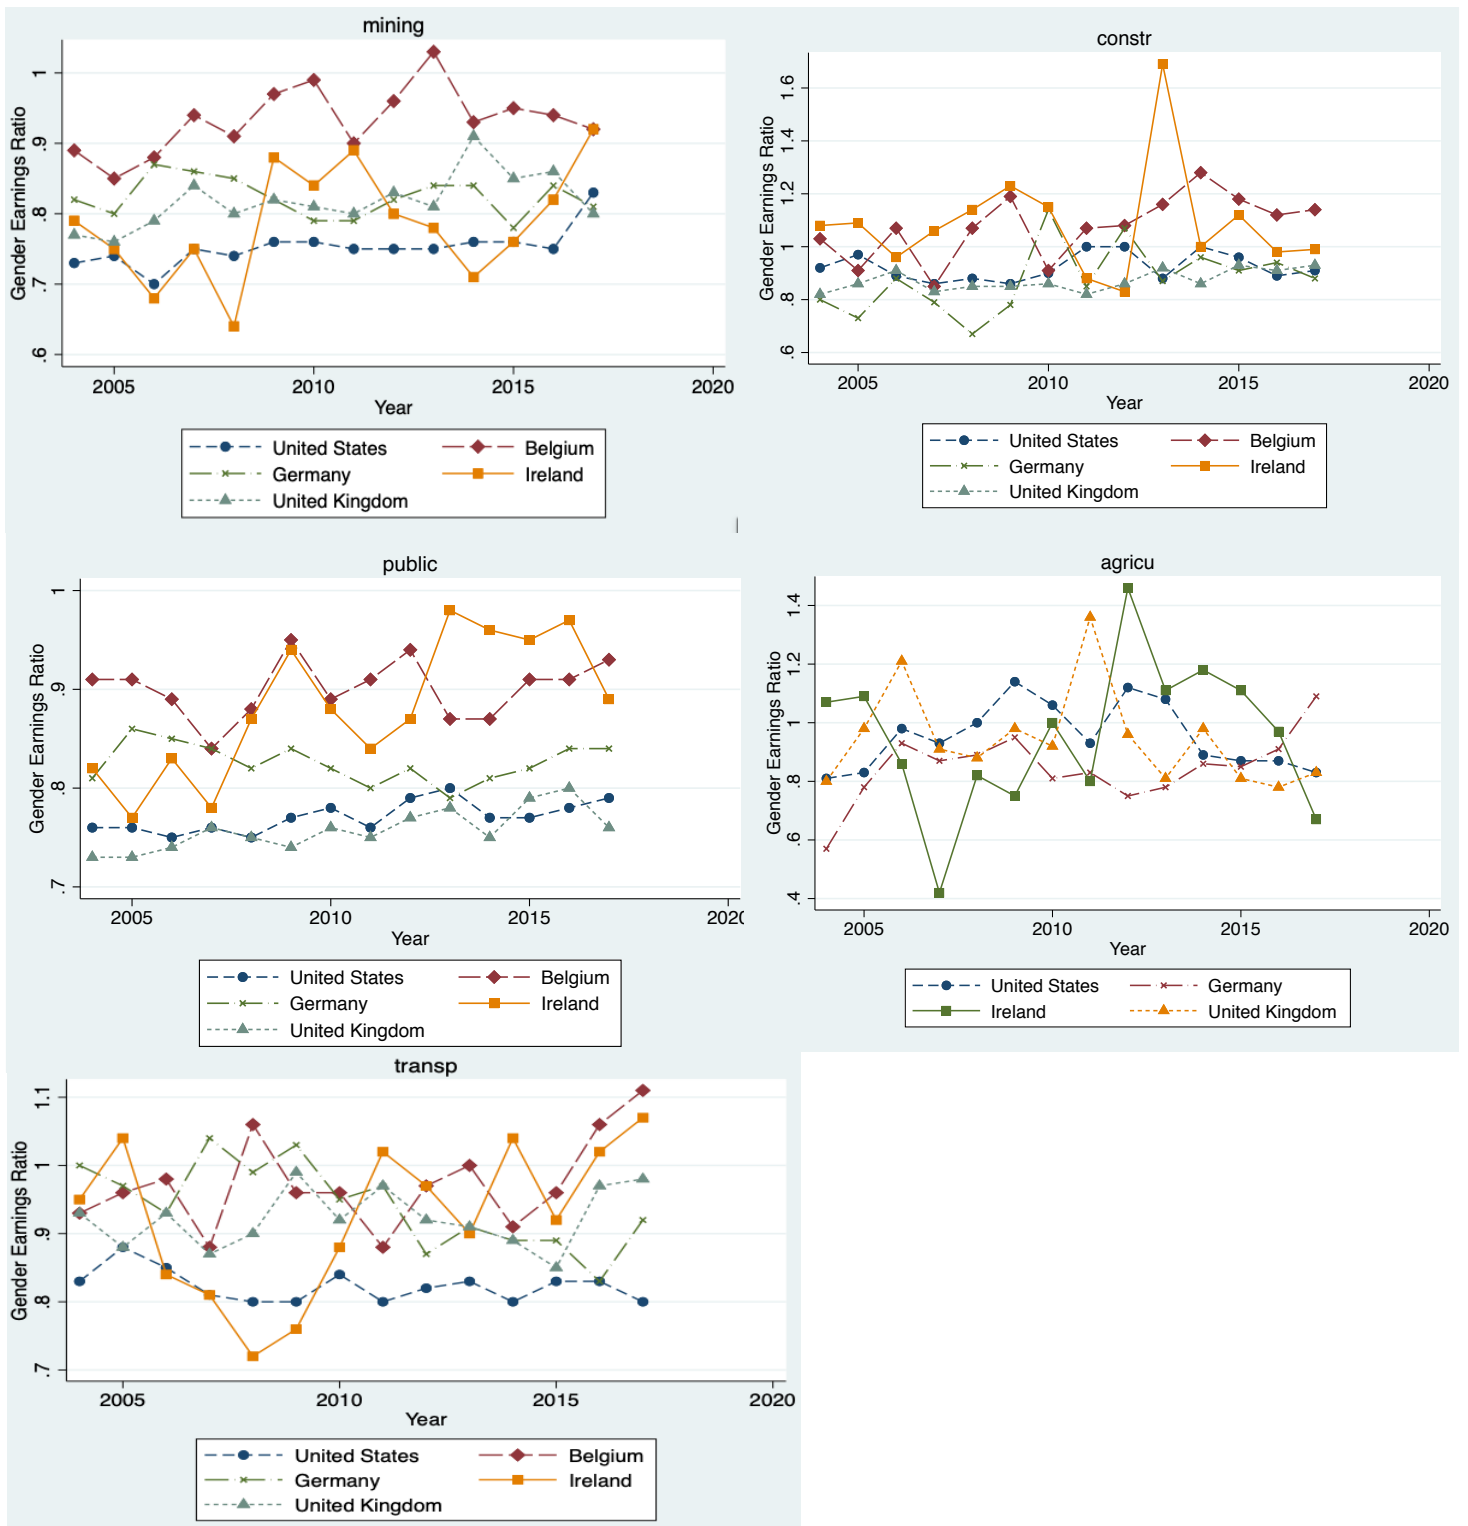 mining
Gender Earnings Ratio
1
.9
.8
.7
.6
2005 2010 2015 2020
Year
United States Belgium
Germany Ireland
United Kingdom
constr
Gender Earnings Ratio
1.6
1.4
1.2
1
.8
.6
2005 2010 2015 2020
Year
United States Belgium
Germany Ireland
United Kingdom
public
Gender Earnings Ratio
1
.9
.8
.7
2005 2010 2015 2020
Year
United States Belgium
Germany Ireland
United Kingdom
agricu
Gender Earnings Ratio
1.4
1.2
1
.8
.6
.4
2005 2010 2015 2020
Year
United States Germany
Ireland United Kingdom
transp
Gender Earnings Ratio
1.1
1
.9
.8
.7
2005 2010 2015 2020
Year
United States Belgium
Germany Ireland
United Kingdom